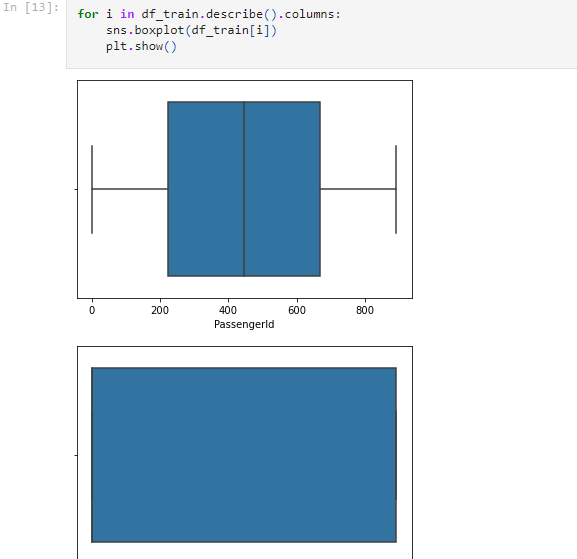 In [13]:
for i in df_train.describe().columns:
    sns.boxplot(df_train[i])
    plt.show()
0 200 400 600 800
PassengerId